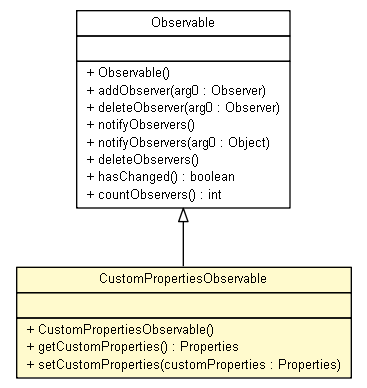 Observable
+ Observable()
+ addObserver(arg0 : Observer)
+ deleteObserver(arg0 : Observer)
+ notifyObservers()
+ notifyObservers(arg0 : Object)
+ deleteObservers()
+ hasChanged() : boolean
+ countObservers() : int
CustomPropertiesObservable
+ CustomPropertiesObservable()
+ getCustomProperties() : Properties
+ setCustomProperties(customProperties : Properties)